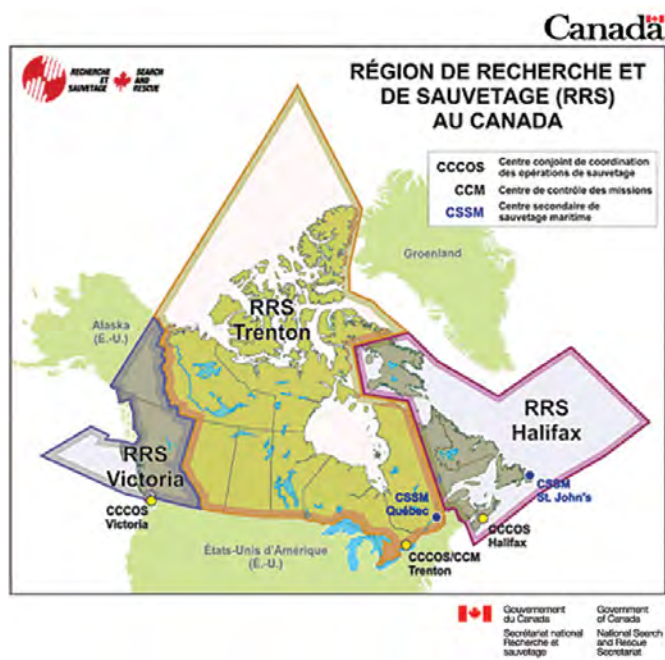 Canada
RECHERCHE
ET
SAUVETAGE
SEARCH
AND
RESCUE
RÉGION DE RECHERCHE ET
DE SAUVETAGE (RRS)
AU CANADA
CCCOS Centre conjoint de coordination
des opérations de sauvetage
CCM Centre de contrôle des missions
CSSM Centre secondaire de
sauvetage maritime
Groenland
Alaska
(É.-U.)
RRS
Trenton
RRS
Victoria
RRS
Halifax
CCCOS
Victoria
CSSM
Québec
CSSM
St. John's
CCCOS
Halifax
CCCOS/CCM
Trenton
États-Unis d'Amérique
(É.-U.)
Gouvernement
du Canada
Government
of Canada
Secrétariat national
Recherche et
sauvetage
National Search
and Rescue
Secretariat